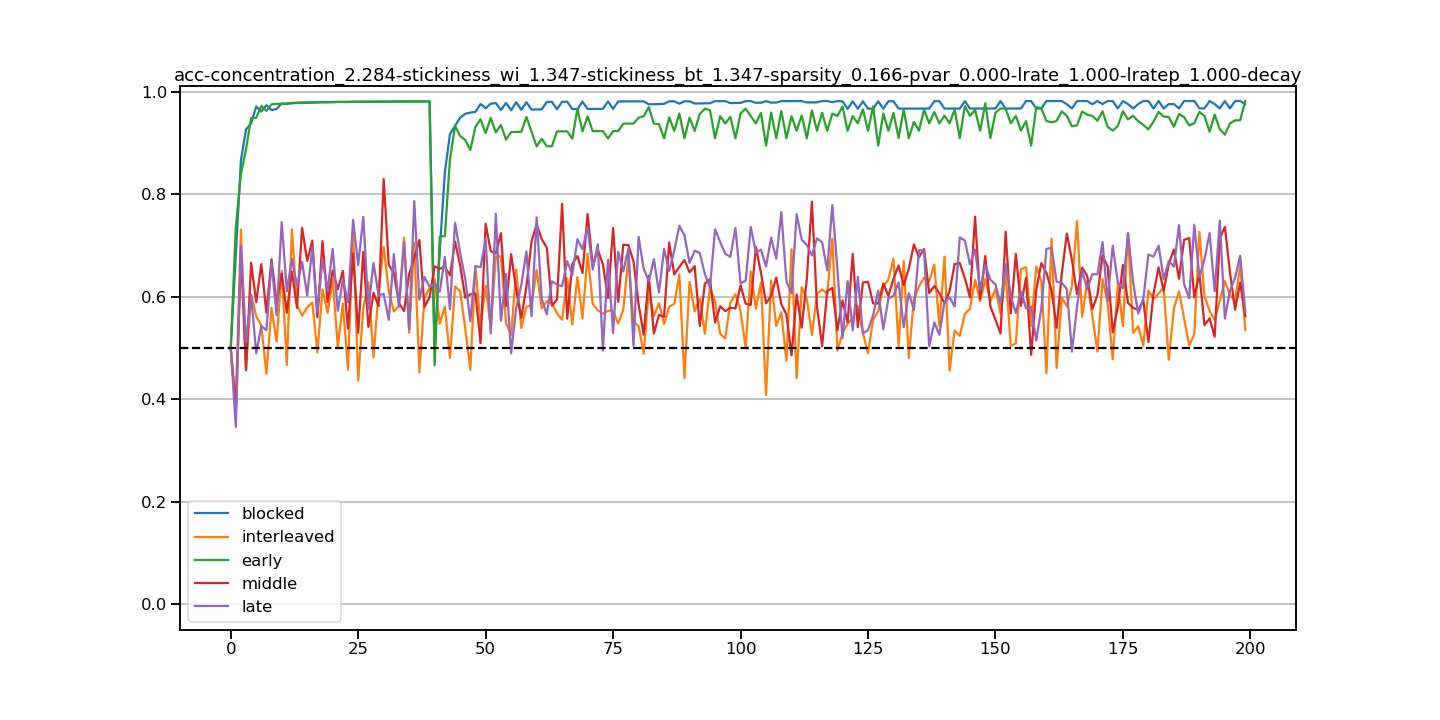 acc-concentration_2.284-stickiness_wi_1.347-stickiness_bt_1.347-sparsity_0.166-pvar_0.000-lrate_1.000-lratep_1.000-decay
1.0
0.8
0.6
0.4
0.2
0.0
blocked
interleaved
early
middle
late
0 25 50 75 100 125 150 175 200